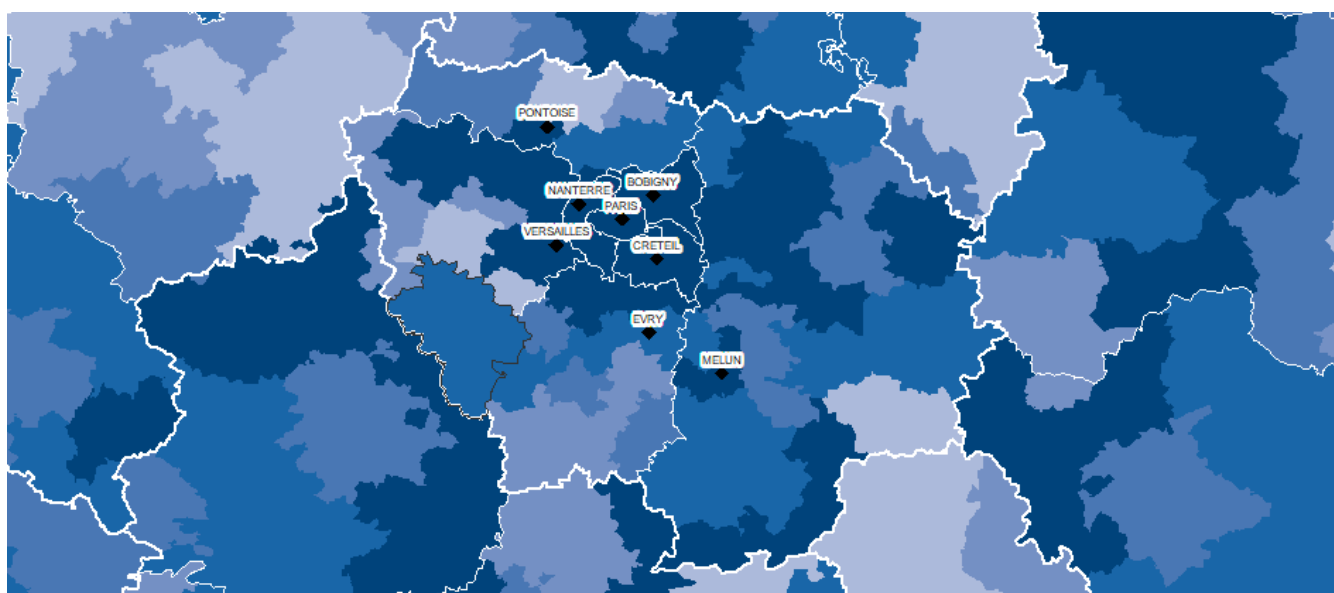 PONTOISE
BOBIGNY
NANTERRE
PARIS
VERSAILLES
CRETEIL
EVRY
MELUN